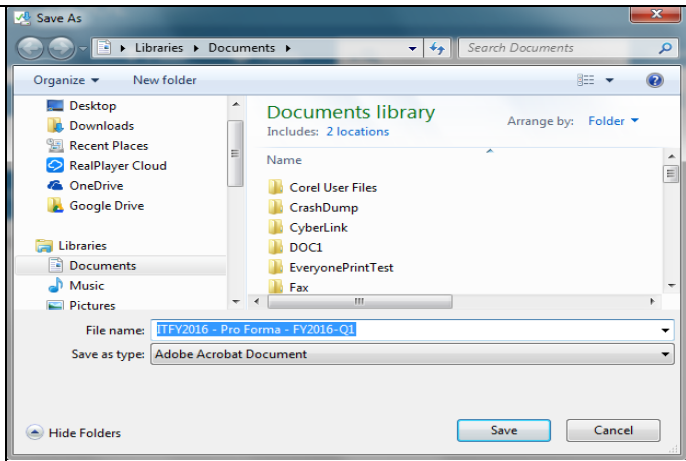 Save As
Libraries Documents Search Documents
Organize New folder
Desktop
Downloads
Recent Places
RealPlayer Cloud
OneDrive
Google Drive
Libraries
Documents
Music
Pictures
Documents library
Includes: 2 locations
Arrange by: Folder
Name
Corel User Files
CrashDump
CyberLink
DOC1
EveryonePrintTest
Fax
File name: ITFY2016 - Pro Forma - FY2016-Q1
Save as type: Adobe Acrobat Document
Hide Folders Save Cancel